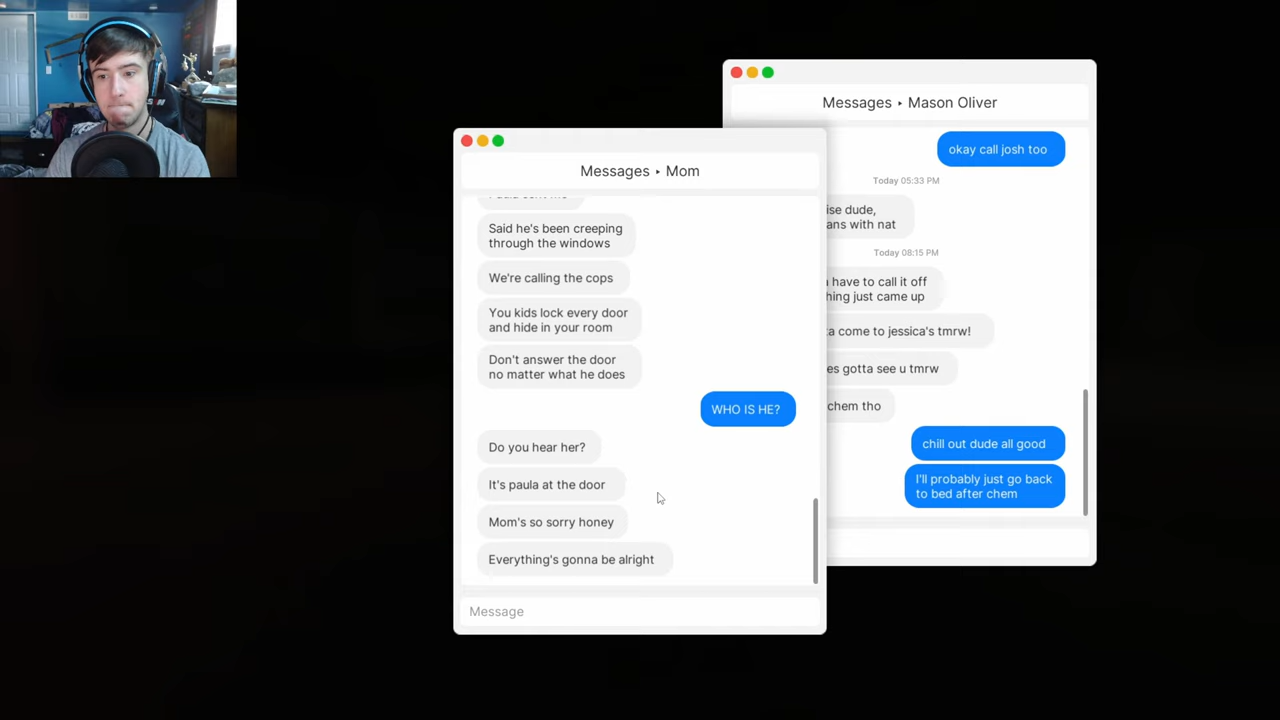 Messages ▸ Mason Oliver
okay call josh too
Today 05:33 PM
ise dude,
ans with nat
Today 08:15 PM
have to call it off
hing just came up
a come to jessica's tmrw!
es gotta see u tmrw
chem tho
chill out dude all good
I'll probably just go back
to bed after chem
Messages ▸ Mom
Said he's been creeping
through the windows
We're calling the cops
You kids lock every door
and hide in your room
Don't answer the door
no matter what he does
WHO IS HE?
Do you hear her?
It's paula at the door
Mom's so sorry honey
Everything's gonna be alright
Message